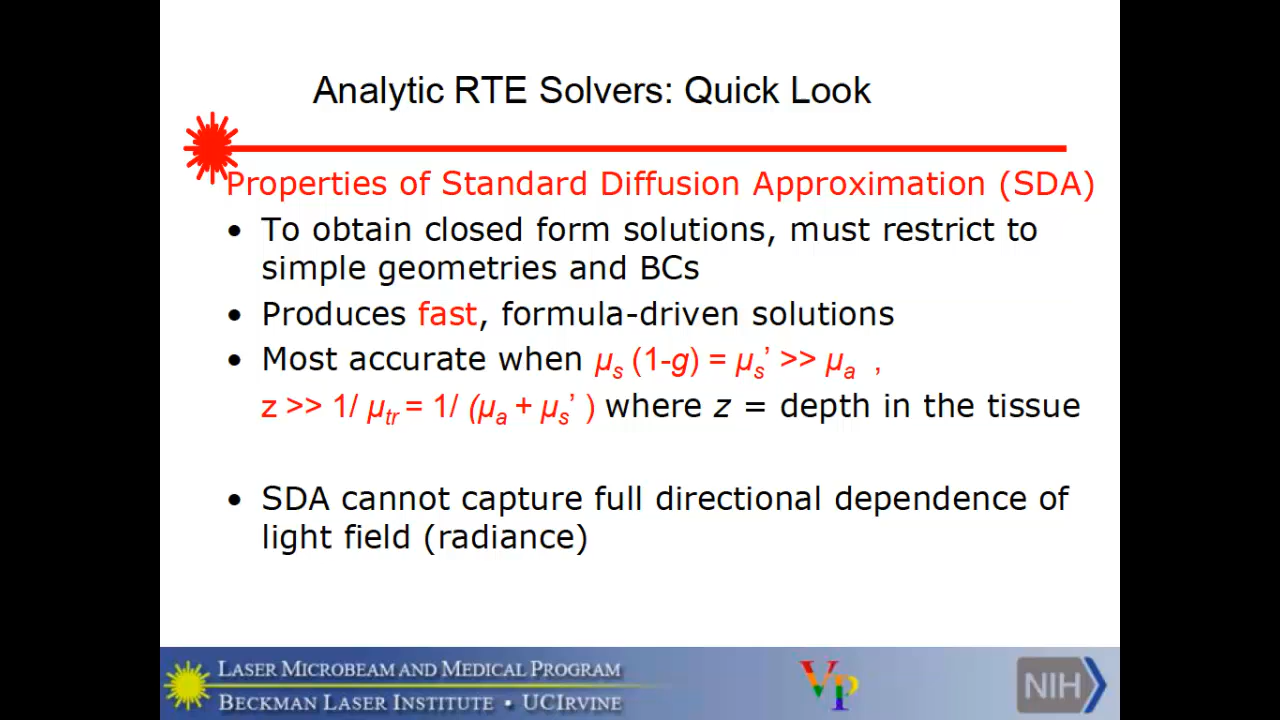 Analytic RTE Solvers: Quick Look
Properties of Standard Diffusion Approximation (SDA)
• To obtain closed form solutions, must restrict to
simple geometries and BCs
• Produces fast, formula-driven solutions
• Most accurate when μs (1-g) = μs’ >> μa ,
z >> 1/ μtr = 1/ (μa + μs’ ) where z = depth in the tissue
• SDA cannot capture full directional dependence of
light field (radiance)
LASER MICROBEAM AND MEDICAL PROGRAM
BECKMAN LASER INSTITUTE • UCIRVINE
VP
NIH